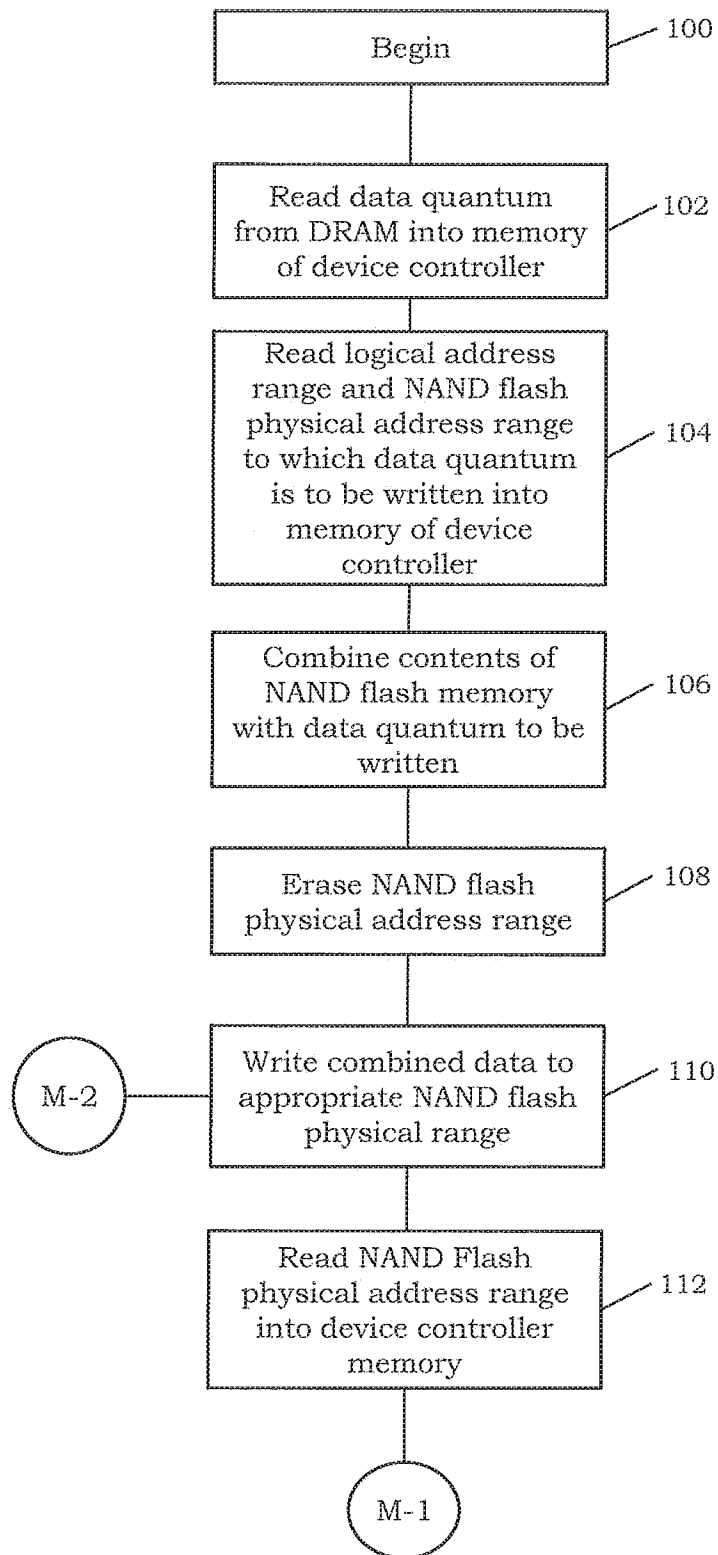 Begin
100
Read data quantum
from DRAM into memory
of device controller
102
Read logical address
range and NAND flash
physical address range
to which data quantum
is to be written into
memory of device
controller
104
Combine contents of
NAND flash memory
with data quantum to be
written
106
Erase NAND flash
physical address range
108
M-2
Write combined data to
appropriate NAND flash
physical range
110
Read NAND Flash
physical address range
into device controller
memory
112
M-1